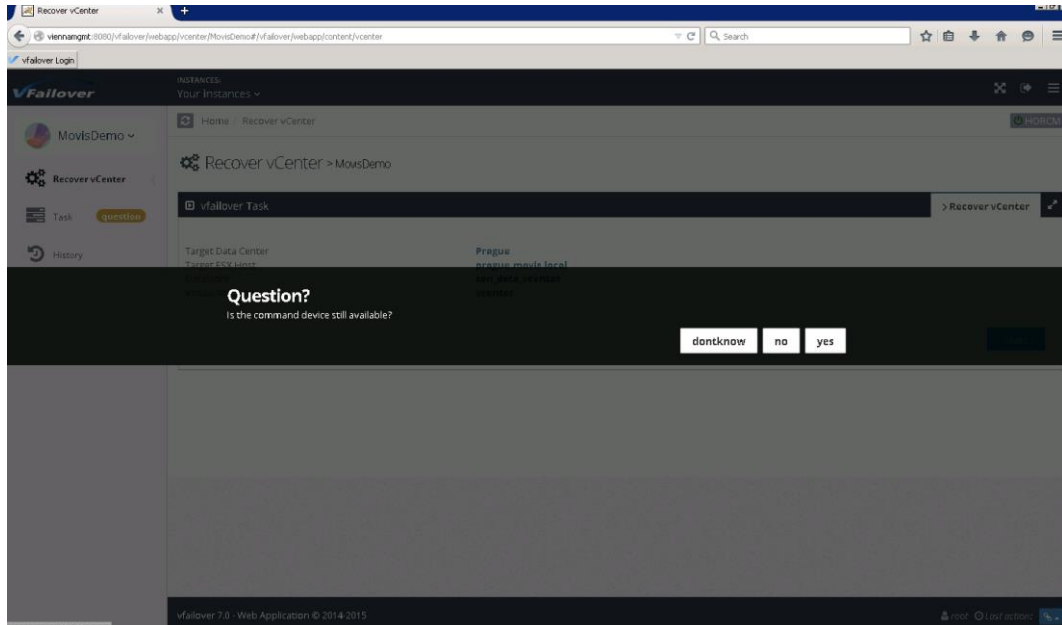 Recover vCenter
viennamgmt:8080/vfailover/webapp/vcenter/MovisDemo#/vfailover/webapp/content/vcenter
Search
vfailover Login
VFailover
INSTANCES:
Your Instances
MovisDemo
Home / Recover vCenter
HORCM
Recover vCenter > MovisDemo
Recover vCenter
vfailover Task
> Recover vCenter
Task
question
History
Target Data Center
Prague
Target ESX Host
prague.movis.local
Question?
Is the command device still available?
dontknow
no
yes
vfailover 7.0 - Web Application © 2014-2015
root
Last action: